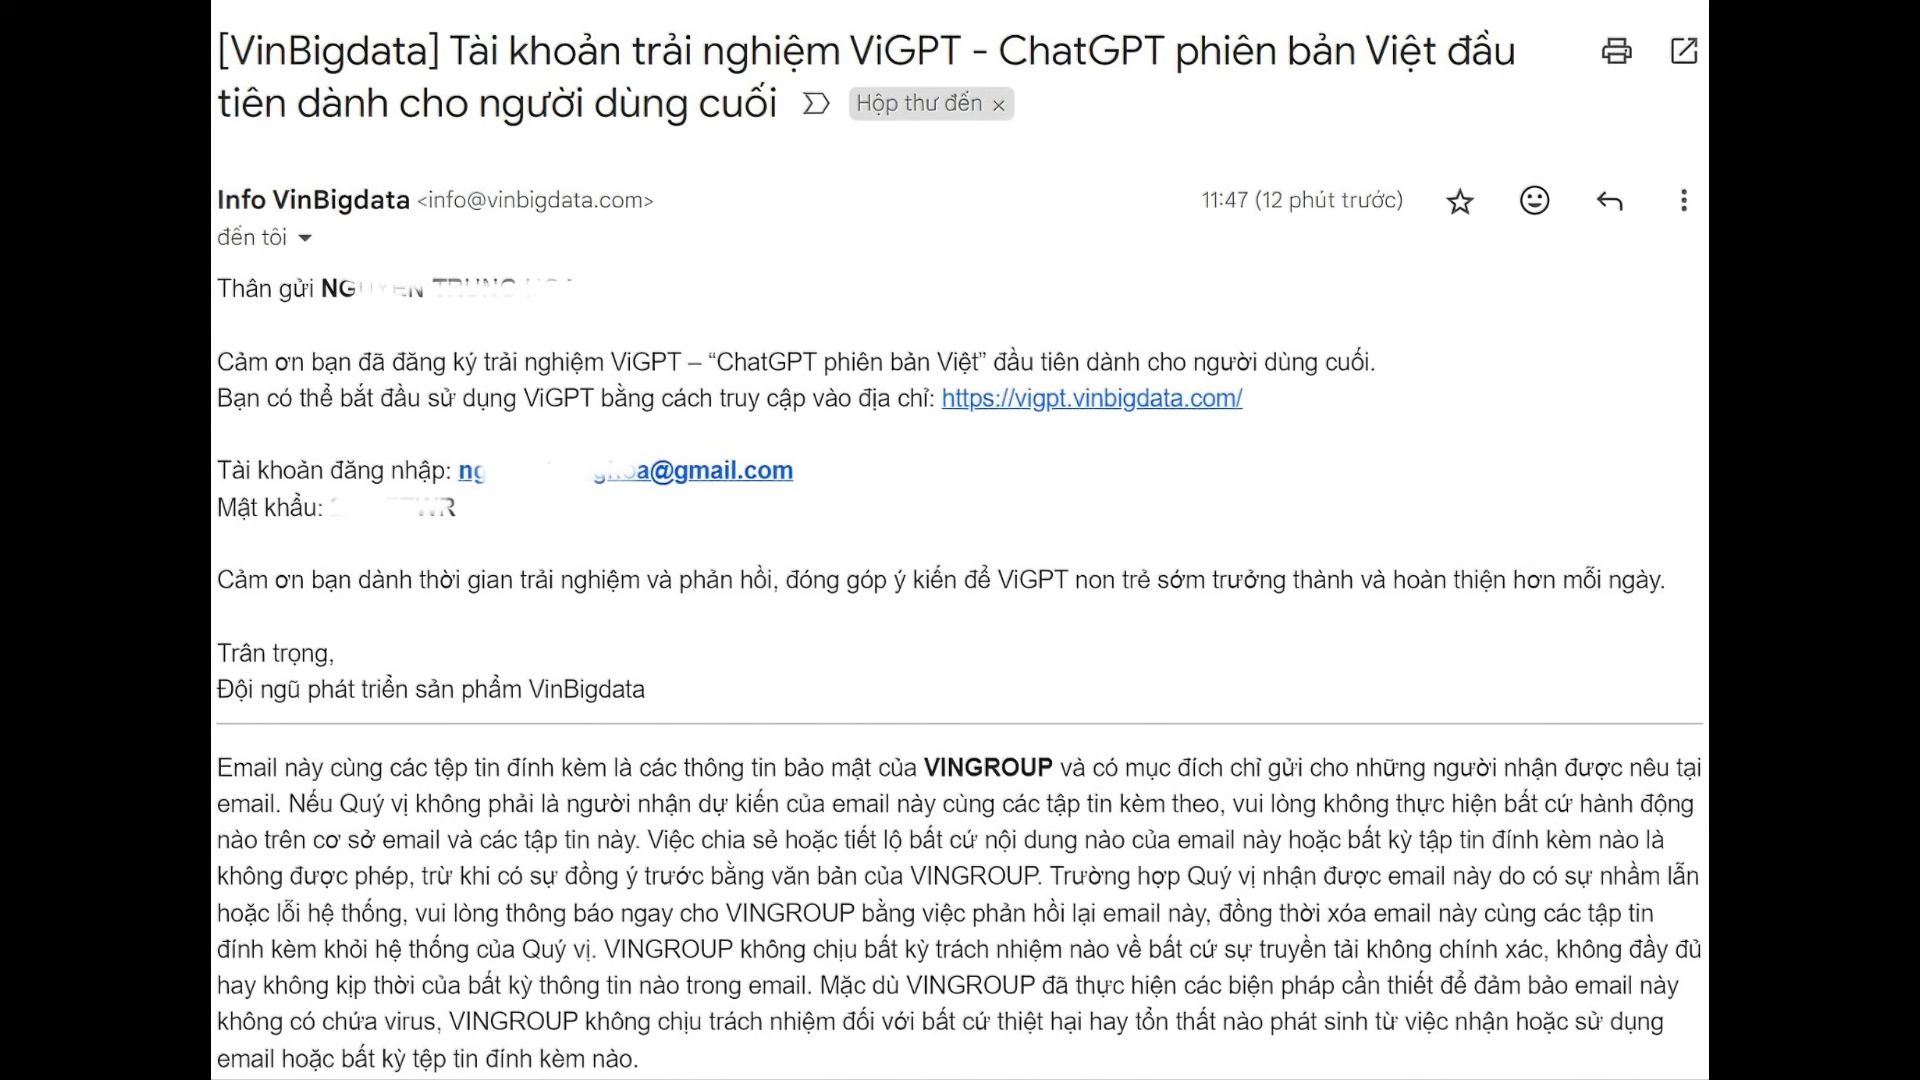 [VinBigdata] Tài khoản trải nghiệm ViGPT - ChatGPT phiên bản Việt đầu
tiên dành cho người dùng cuối Hộp thư đến ×
Info VinBigdata <info@vinbigdata.com> 11:47 (12 phút trước)
đến tôi
Thân gửi
Cảm ơn bạn đã đăng ký trải nghiệm ViGPT – “ChatGPT phiên bản Việt” đầu tiên dành cho người dùng cuối.
Bạn có thể bắt đầu sử dụng ViGPT bằng cách truy cập vào địa chỉ: https://vigpt.vinbigdata.com/
Tài khoản đăng nhập: @gmail.com
Mật khẩu:
Cảm ơn bạn dành thời gian trải nghiệm và phản hồi, đóng góp ý kiến để ViGPT non trẻ sớm trưởng thành và hoàn thiện hơn mỗi ngày.
Trân trọng,
Đội ngũ phát triển sản phẩm VinBigdata
Email này cùng các tệp tin đính kèm là các thông tin bảo mật của VINGROUP và có mục đích chỉ gửi cho những người nhận được nêu tại
email. Nếu Quý vị không phải là người nhận dự kiến của email này cùng các tập tin kèm theo, vui lòng không thực hiện bất cứ hành động
nào trên cơ sở email và các tập tin này. Việc chia sẻ hoặc tiết lộ bất cứ nội dung nào của email này hoặc bất kỳ tập tin đính kèm nào là
không được phép, trừ khi có sự đồng ý trước bằng văn bản của VINGROUP. Trường hợp Quý vị nhận được email này do có sự nhầm lẫn
hoặc lỗi hệ thống, vui lòng thông báo ngay cho VINGROUP bằng việc phản hồi lại email này, đồng thời xóa email này cùng các tập tin
đính kèm khỏi hệ thống của Quý vị. VINGROUP không chịu bất kỳ trách nhiệm nào về bất cứ sự truyền tải không chính xác, không đầy đủ
hay không kịp thời của bất kỳ thông tin nào trong email. Mặc dù VINGROUP đã thực hiện các biện pháp cần thiết để đảm bảo email này
không có chứa virus, VINGROUP không chịu trách nhiệm đối với bất cứ thiệt hại hay tổn thất nào phát sinh từ việc nhận hoặc sử dụng
email hoặc bất kỳ tệp tin đính kèm nào.